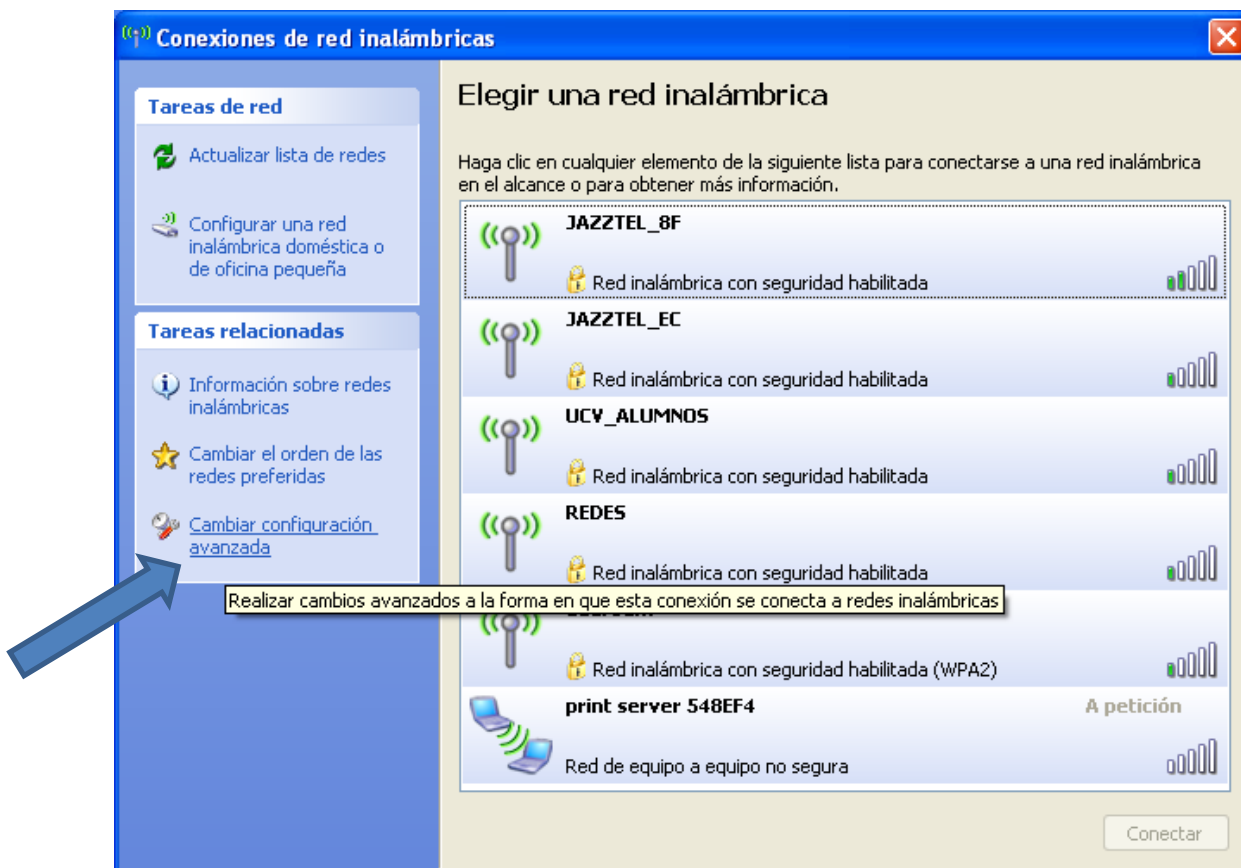 Conexiones de red inalámbricas
Tareas de red
Actualizar lista de redes
Configurar una red
inalámbrica doméstica o
de oficina pequeña
Tareas relacionadas
Información sobre redes
inalámbricas
Cambiar el orden de las
redes preferidas
Cambiar configuración
avanzada
Elegir una red inalámbrica
Haga clic en cualquier elemento de la siguiente lista para conectarse a una red inalámbrica
en el alcance o para obtener más información.
JAZZTEL_8F
Red inalámbrica con seguridad habilitada
JAZZTEL_EC
Red inalámbrica con seguridad habilitada
UCV_ALUMNOS
Red inalámbrica con seguridad habilitada
REDES
Red inalámbrica con seguridad habilitada
Realizar cambios avanzados a la forma en que esta conexión se conecta a redes inalámbricas
Red inalámbrica con seguridad habilitada (WPA2)
print server 548EF4
A petición
Red de equipo a equipo no segura
Conectar